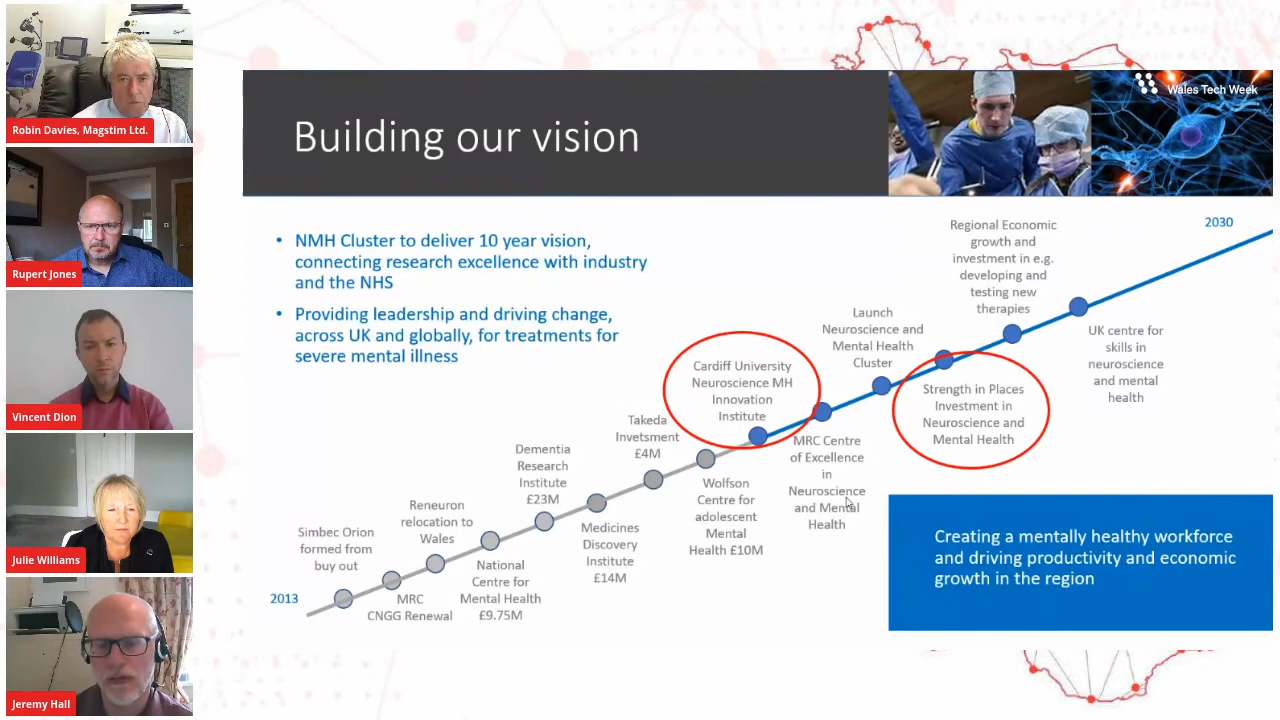 Robin Davies, Magstim Ltd.
Rupert Jones
Vincent Dion
Julie Williams
Jeremy Hall
Wales Tech Week
Building our vision
• NMH Cluster to deliver 10 year vision,
connecting research excellence with industry
and the NHS
• Providing leadership and driving change,
across UK and globally, for treatments for
severe mental illness
2013
Simbec Orion
formed from
buy out
MRC
CNGG Renewal
Reneuron
relocation to
Wales
National
Centre for
Mental Health
£9.75M
Dementia
Research
Institute
£23M
Medicines
Discovery
Institute
£14M
Takeda
Invetsment
£4M
Wolfson
Centre for
adolescent
Mental
Health £10M
Cardiff University
Neuroscience MH
Innovation
Institute
MRC Centre
of Excellence
in
Neuroscience
and Mental
Health
Launch
Neuroscience and
Mental Health
Cluster
Strength in Places
Investment in
Neuroscience and
Mental Health
Regional Economic
growth and
investment in e.g.
developing and
testing new
therapies
UK centre for
skills in
neuroscience
and mental
health
2030
Creating a mentally healthy workforce
and driving productivity and economic
growth in the region